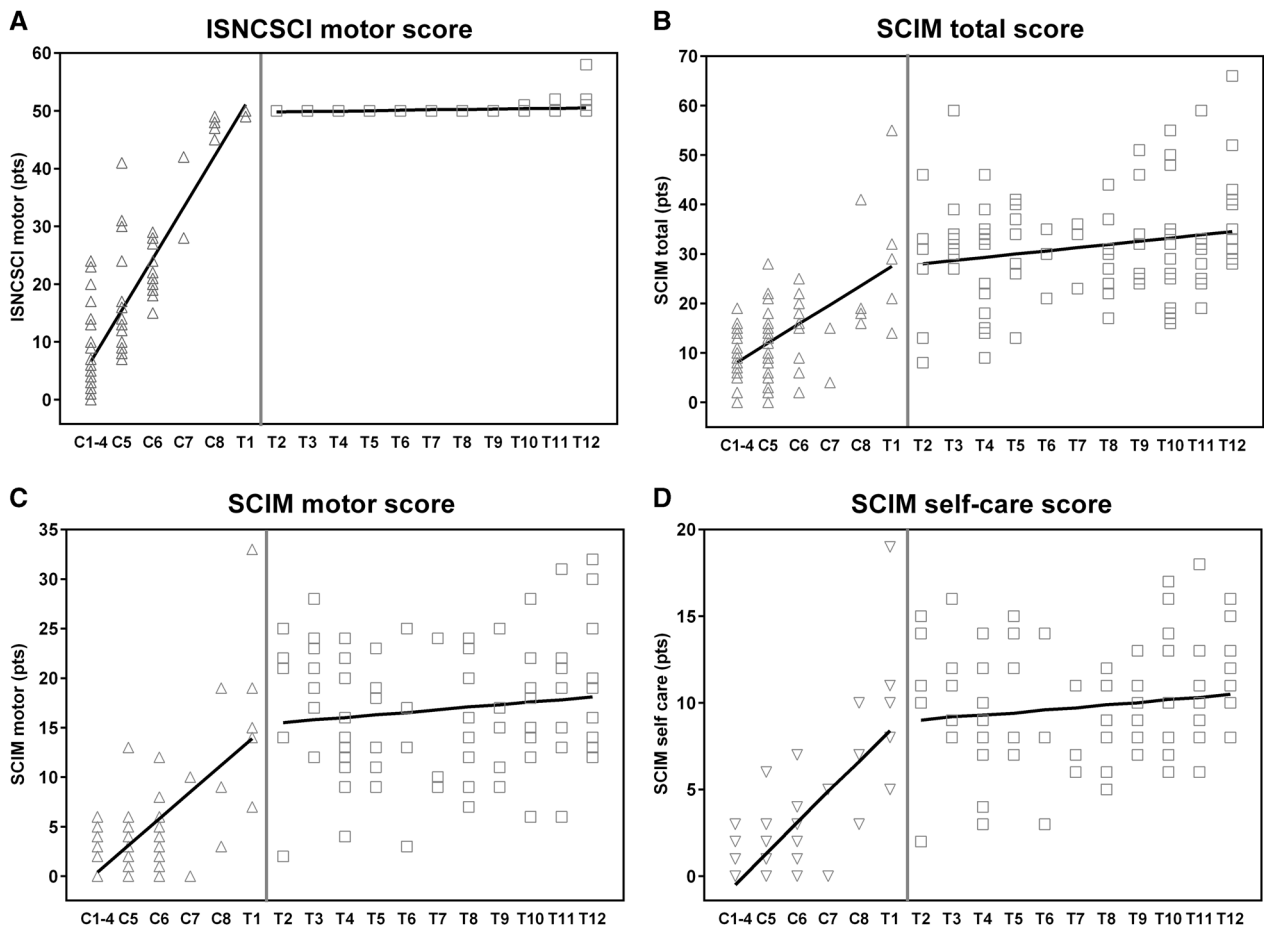 A
ISNCSCI motor score
ISNCSCI motor (pts)
60
50
40
30
20
10
0
C1-4 C5 C6 C7 C8 T1 T2 T3 T4 T5 T6 T7 T8 T9 T10 T11 T12
B
SCIM total score
SCIM total (pts)
70
60
50
40
30
20
10
0
C1-4 C5 C6 C7 C8 T1 T2 T3 T4 T5 T6 T7 T8 T9 T10 T11 T12
C
SCIM motor score
SCIM motor (pts)
35
30
25
20
15
10
5
0
C1-4 C5 C6 C7 C8 T1 T2 T3 T4 T5 T6 T7 T8 T9 T10 T11 T12
D
SCIM self-care score
SCIM self care (pts)
20
15
10
5
0
C1-4 C5 C6 C7 C8 T1 T2 T3 T4 T5 T6 T7 T8 T9 T10 T11 T12